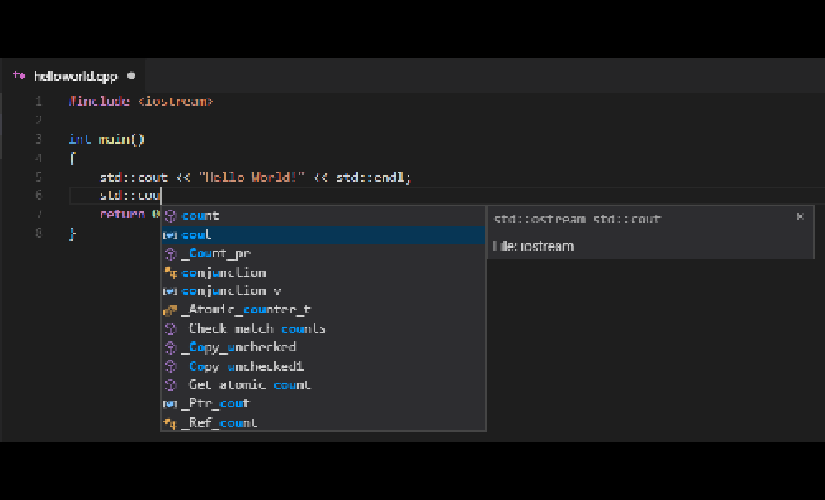 helloworld.cpp
1 #include <iostream>
2
3 int main()
4 {
5 std::cout << "Hello World!" << std::endl;
6 std::cou
7 return 0
8 }
count
cout
_Count_pr
conjunction
conjunction_v
_Atomic_counter_t
_Check_match_counts
_Copy_unchecked
_Copy_unchecked1
_Get_atomic_count
_Ptr_cout
_Ref_count
std::ostream std::cout
File: iostream